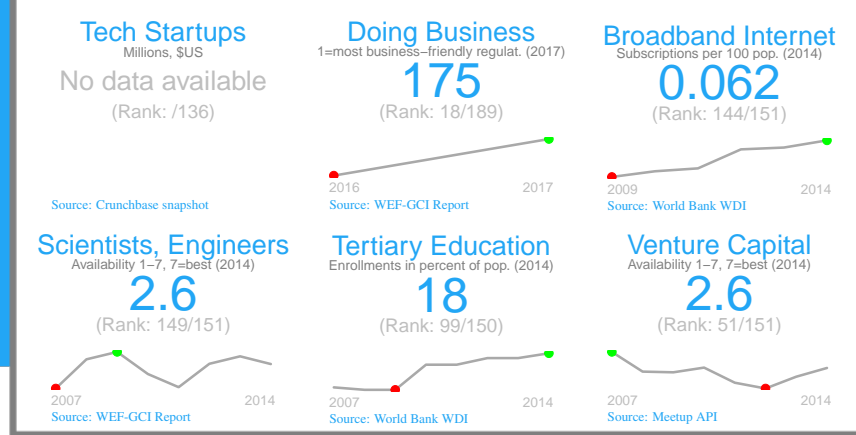 Tech Startups
Millions, $US
No data available
(Rank: /136)
Source: Crunchbase snapshot
Doing Business
1=most business−friendly regulat. (2017)
175
(Rank: 18/189)
2016 2017
Source: WEF-GCI Report
Broadband Internet
Subscriptions per 100 pop. (2014)
0.062
(Rank: 144/151)
2009 2014
Source: World Bank WDI
Scientists, Engineers
Availability 1−7, 7=best (2014)
2.6
(Rank: 149/151)
2007 2014
Source: WEF-GCI Report
Tertiary Education
Enrollments in percent of pop. (2014)
18
(Rank: 99/150)
2007 2014
Source: World Bank WDI
Venture Capital
Availability 1−7, 7=best (2014)
2.6
(Rank: 51/151)
2007 2014
Source: Meetup API